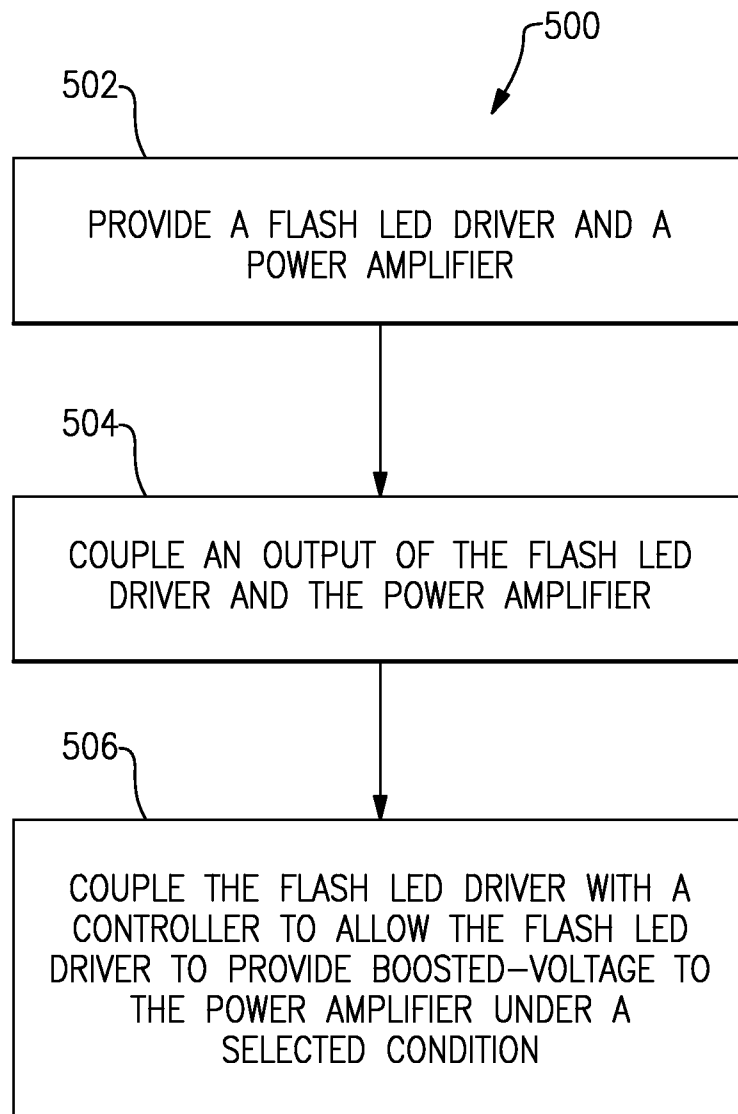 500
502
PROVIDE A FLASH LED DRIVER AND A
POWER AMPLIFIER
504
COUPLE AN OUTPUT OF THE FLASH LED
DRIVER AND THE POWER AMPLIFIER
506
COUPLE THE FLASH LED DRIVER WITH A
CONTROLLER TO ALLOW THE FLASH LED
DRIVER TO PROVIDE BOOSTED-VOLTAGE TO
THE POWER AMPLIFIER UNDER A
SELECTED CONDITION